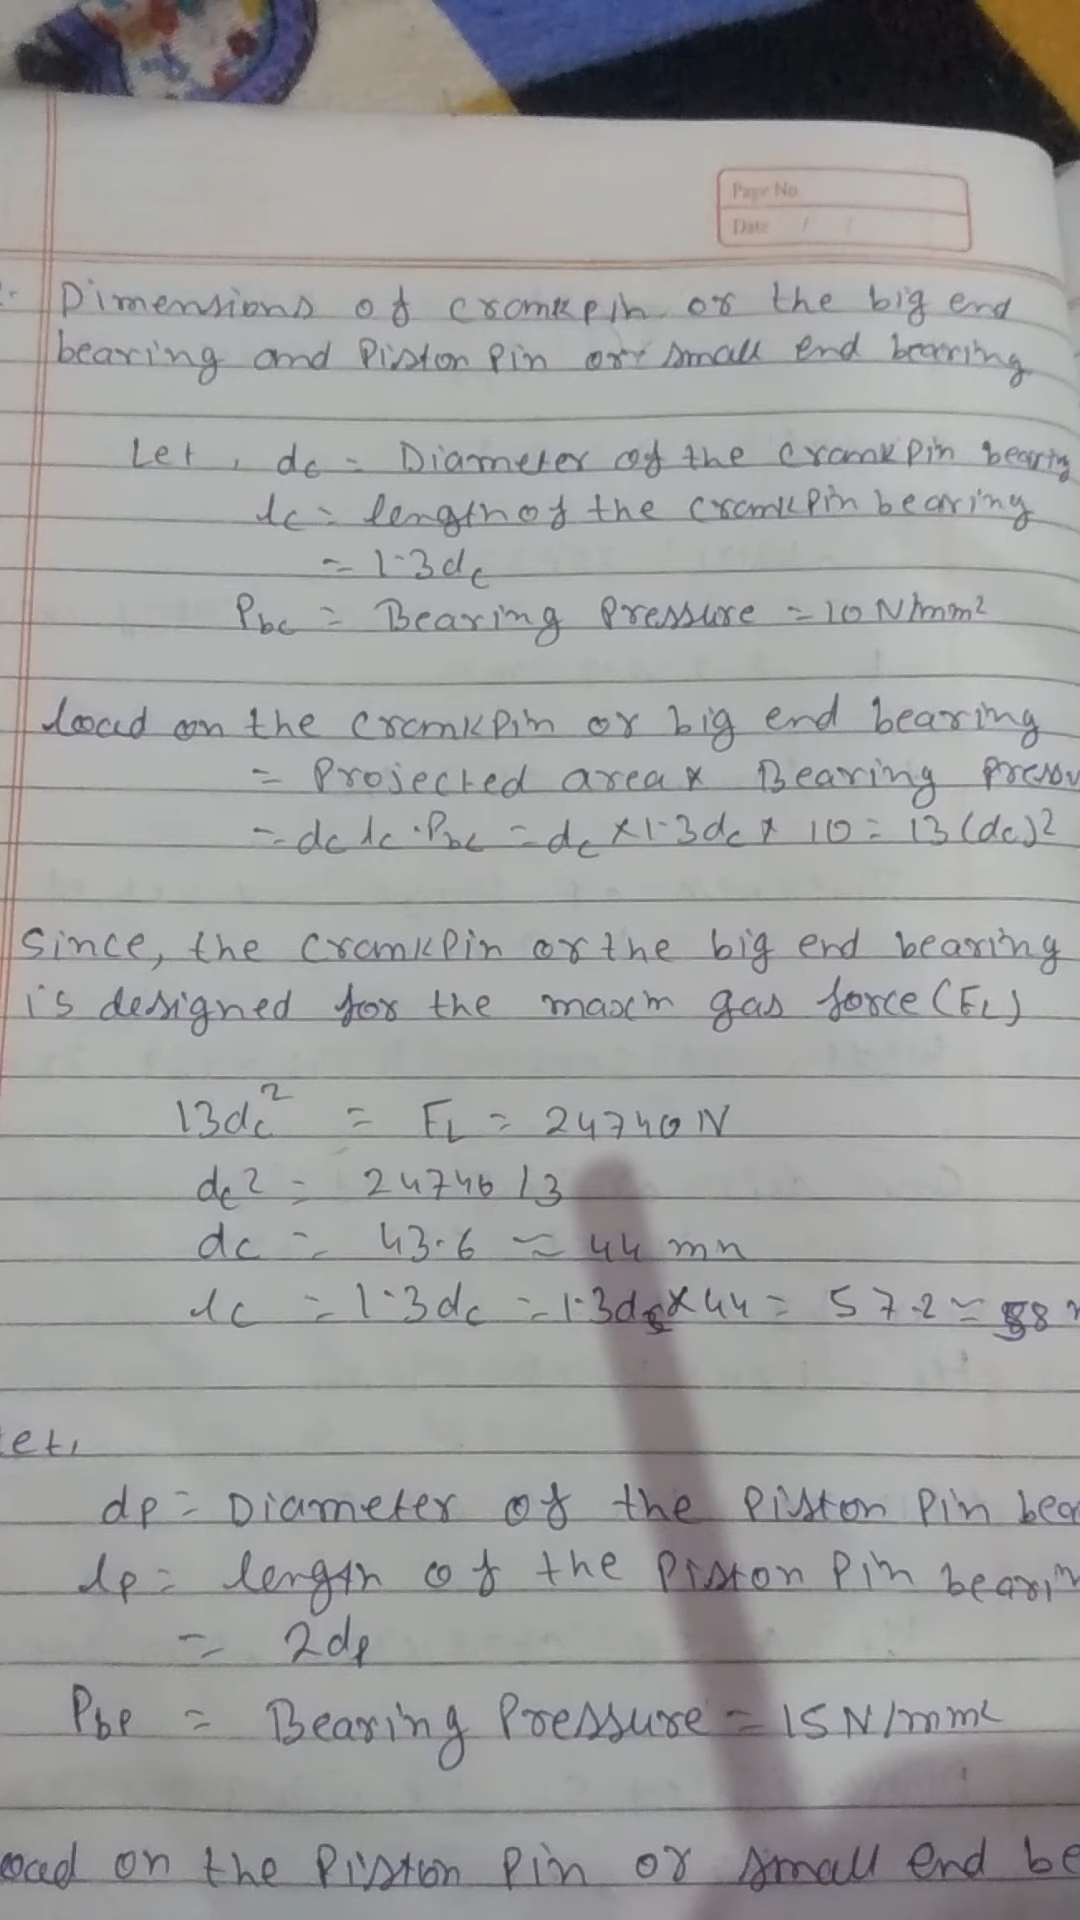 Page No
Date / /
Dimensions of crankpin or the big end
bearing and Piston Pin or small end bearing
Let, dc = Diameter of the crankpin bearing
lc = length of the crankpin bearing
= 1.3dc
Pbc = Bearing Pressure = 10 N/mm²
load on the crankpin or big end bearing
= Projected area x Bearing Pressu
= dc lc . Pbc = dc x 1.3dc x 10 = 13 (dc)²
Since, the crankpin or the big end bearing
is designed for the maxm gas force (FL)
13dc² = FL = 24740 N
dc² = 24740 / 3
dc = 43.6 ≈ 44 mm
lc = 1.3dc = 1.3dc x 44 = 57.2 ≈ 58
et,
dp = Diameter of the Piston Pin bea
lp = length of the Piston Pin bearin
= 2dp
Pbp = Bearing Pressure = 15 N/mm²
oad on the Piston Pin or small end be